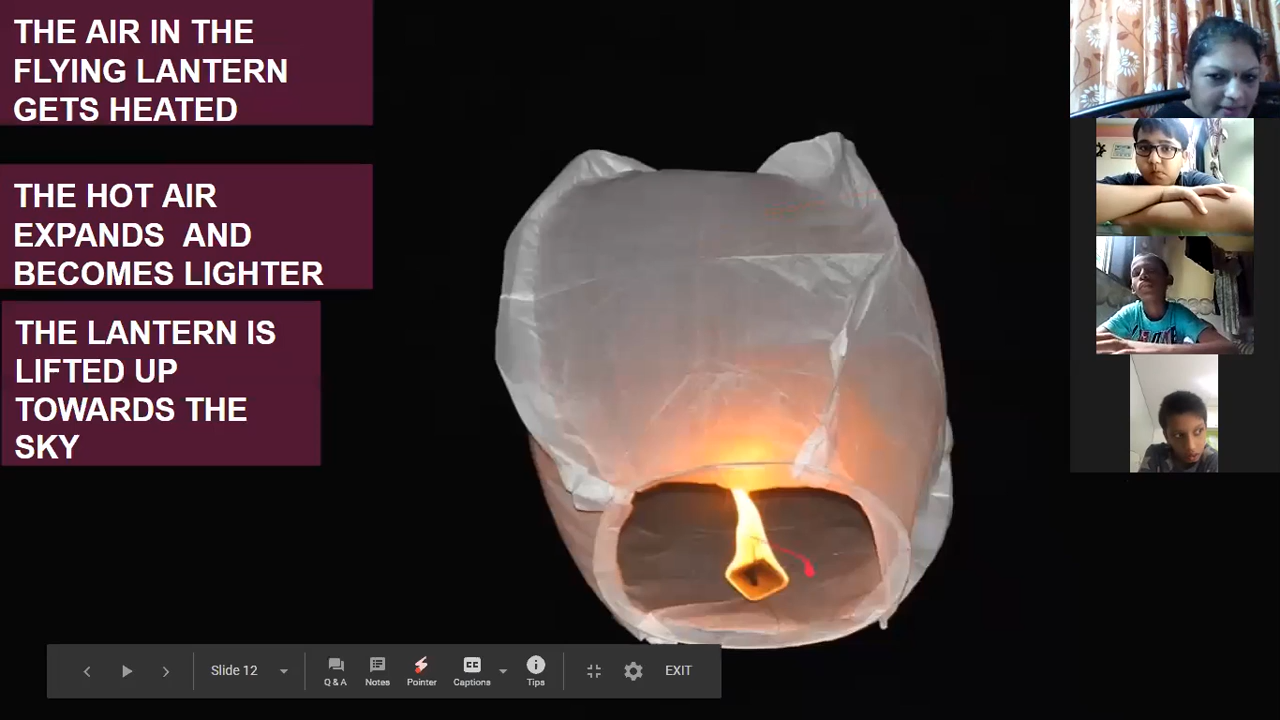 THE AIR IN THE
FLYING LANTERN
GETS HEATED
THE HOT AIR
EXPANDS AND
BECOMES LIGHTER
THE LANTERN IS
LIFTED UP
TOWARDS THE
SKY
Slide 12
Q & A
Notes
Pointer
Captions
Tips
EXIT
CC